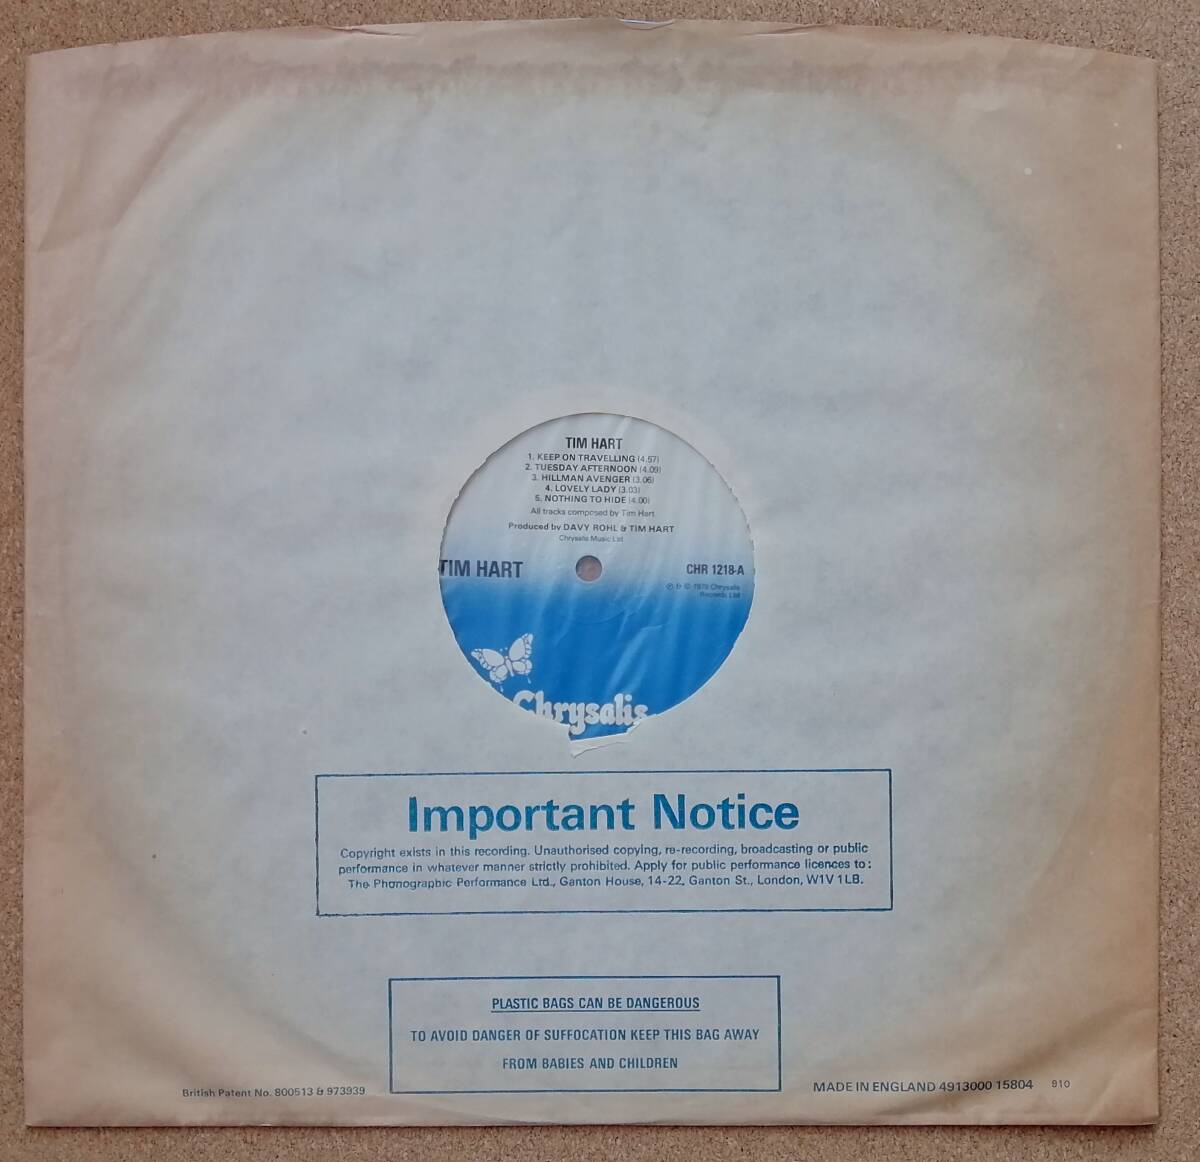 TIM HART
1. KEEP ON TRAVELLING (4.57)
2. TUESDAY AFTERNOON (4.09)
3. HILLMAN AVENGER (3.06)
4. LOVELY LADY (3.03)
5. NOTHING TO HIDE (4.00)
All tracks composed by Tim Hart
Produced by DAVY ROHL & TIM HART
Chrysalis Music Ltd
TIM HART
CHR 1218-A
Ⓟ & © 1979 Chrysalis
Records Ltd
Chrysalis
Important Notice
Copyright exists in this recording. Unauthorised copying, re-recording, broadcasting or public
performance in whatever manner strictly prohibited. Apply for public performance licences to:
The Phonographic Performance Ltd., Ganton House, 14-22, Ganton St., London, W1V 1LB.
PLASTIC BAGS CAN BE DANGEROUS
TO AVOID DANGER OF SUFFOCATION KEEP THIS BAG AWAY
FROM BABIES AND CHILDREN
British Patent No. 800513 & 973939
MADE IN ENGLAND 4913000 15804 910